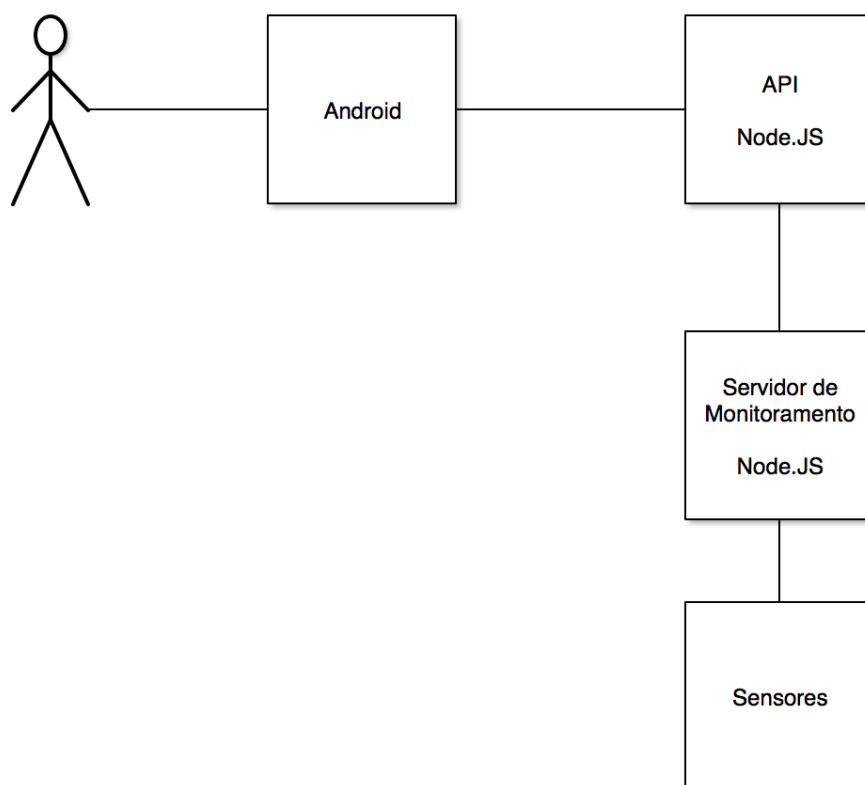 Android
API
Node.JS
Servidor de
Monitoramento
Node.JS
Sensores